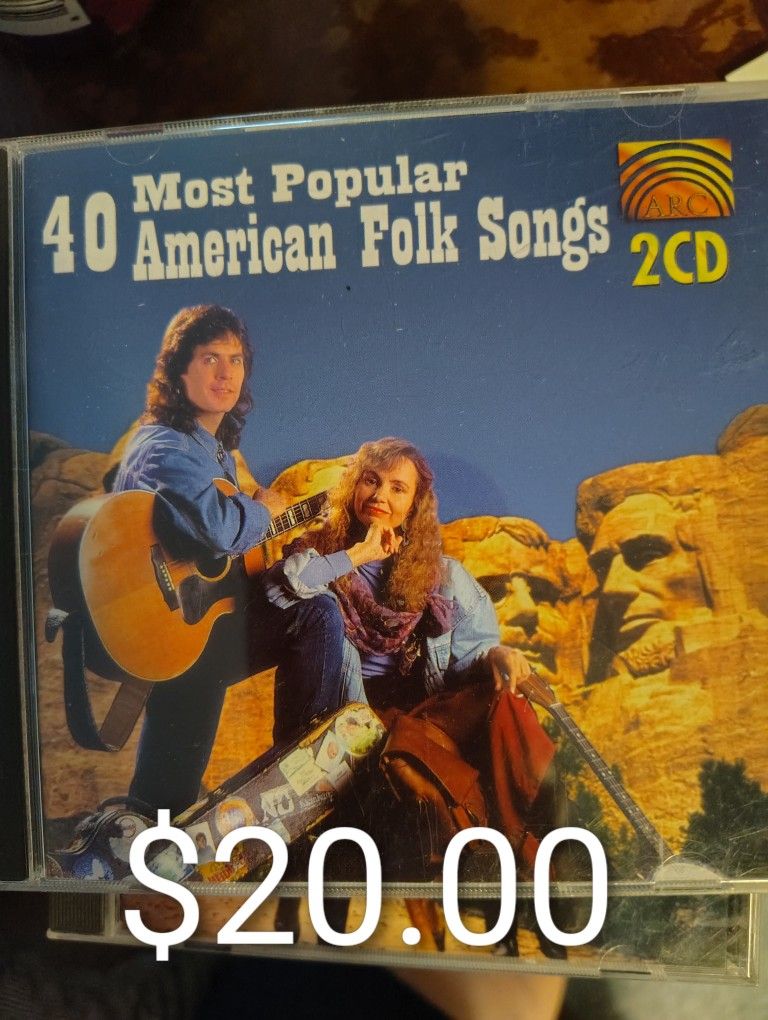 40 Most Popular
American Folk Songs
ARC
2CD
$20.00